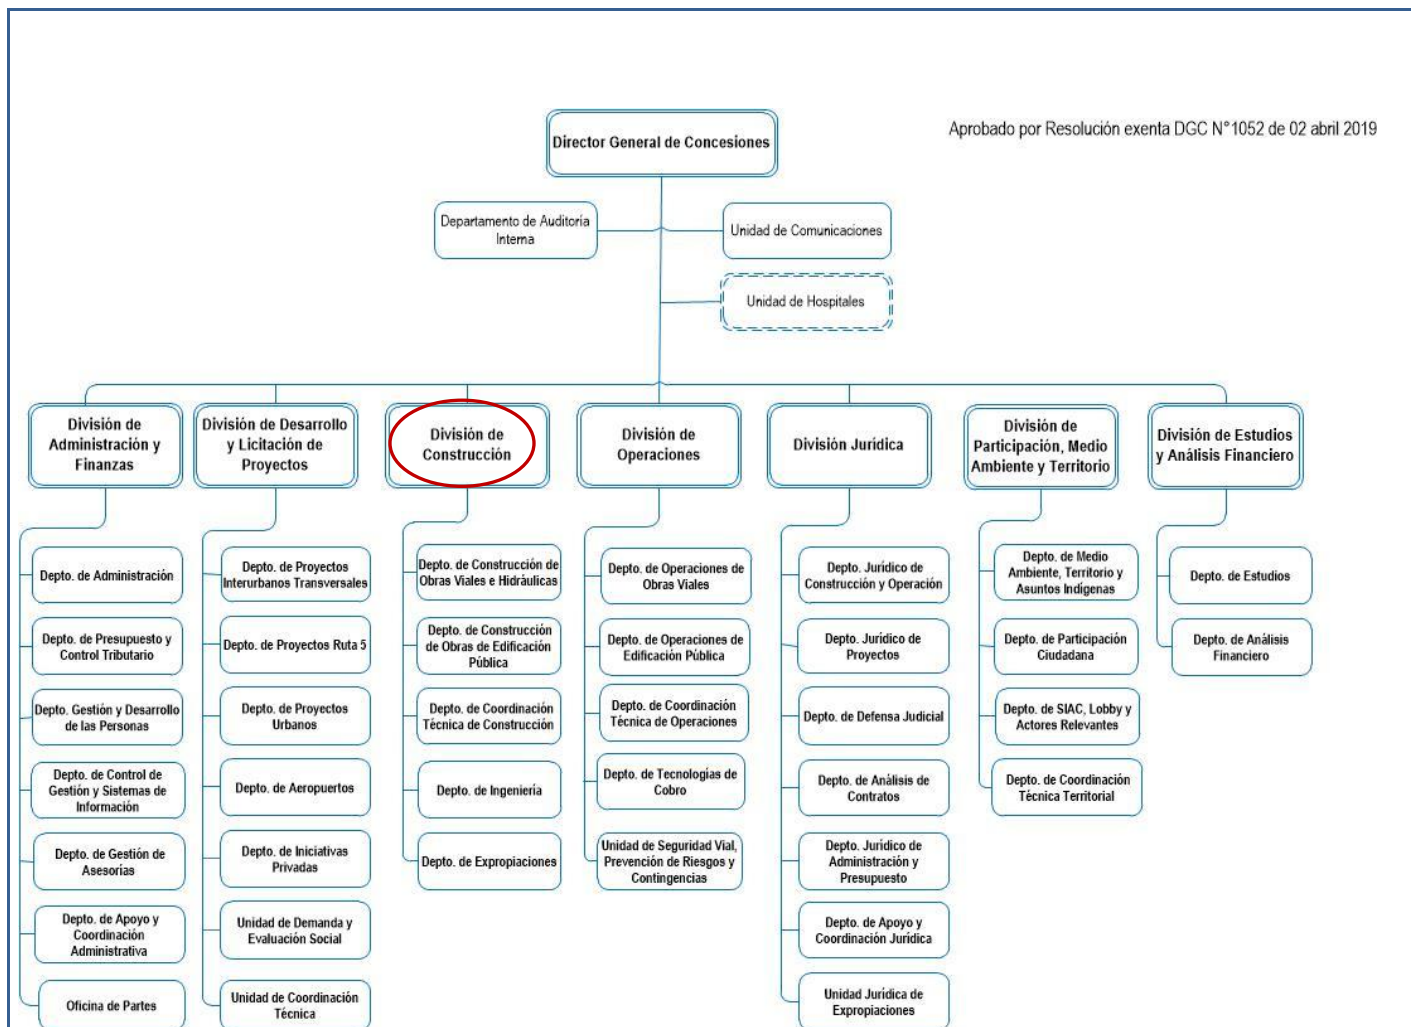 Aprobado por Resolución exenta DGC N°1052 de 02 abril 2019
Director General de Concesiones
Departamento de Auditoría
Interna
Unidad de Comunicaciones
Unidad de Hospitales
División de
Administración y
Finanzas
División de Desarrollo
y Licitación de
Proyectos
División de
Construcción
División de
Operaciones
División Jurídica
División de
Participación, Medio
Ambiente y Territorio
División de Estudios
y Análisis Financiero
Depto. de Administración
Depto. de Presupuesto y
Control Tributario
Depto. Gestión y Desarrollo
de las Personas
Depto. de Control de
Gestión y Sistemas de
Información
Depto. de Gestión de
Asesorías
Depto. de Apoyo y
Coordinación
Administrativa
Oficina de Partes
Depto. de Proyectos
Interurbanos Transversales
Depto. de Proyectos Ruta 5
Depto. de Proyectos
Urbanos
Depto. de Aeropuertos
Depto. de Iniciativas
Privadas
Unidad de Demanda y
Evaluación Social
Unidad de Coordinación
Técnica
Depto. de Construcción de
Obras Viales e Hidráulicas
Depto. de Construcción
de Obras de Edificación
Pública
Depto. de Coordinación
Técnica de Construcción
Depto. de Ingeniería
Depto. de Expropiaciones
Depto. de Operaciones de
Obras Viales
Depto. de Operaciones de
Edificación Pública
Depto. de Coordinación
Técnica de Operaciones
Depto. de Tecnologías de
Cobro
Unidad de Seguridad Vial,
Prevención de Riesgos y
Contingencias
Depto. Jurídico de
Construcción y Operación
Depto. Jurídico de
Proyectos
Depto. de Defensa Judicial
Depto. de Análisis de
Contratos
Depto. Jurídico de
Administración y
Presupuesto
Depto. de Apoyo y
Coordinación Jurídica
Unidad Jurídica de
Expropiaciones
Depto. de Medio
Ambiente, Territorio y
Asuntos Indígenas
Depto. de Participación
Ciudadana
Depto. de SIAC, Lobby y
Actores Relevantes
Depto. de Coordinación
Técnica Territorial
Depto. de Estudios
Depto. de Análisis
Financiero